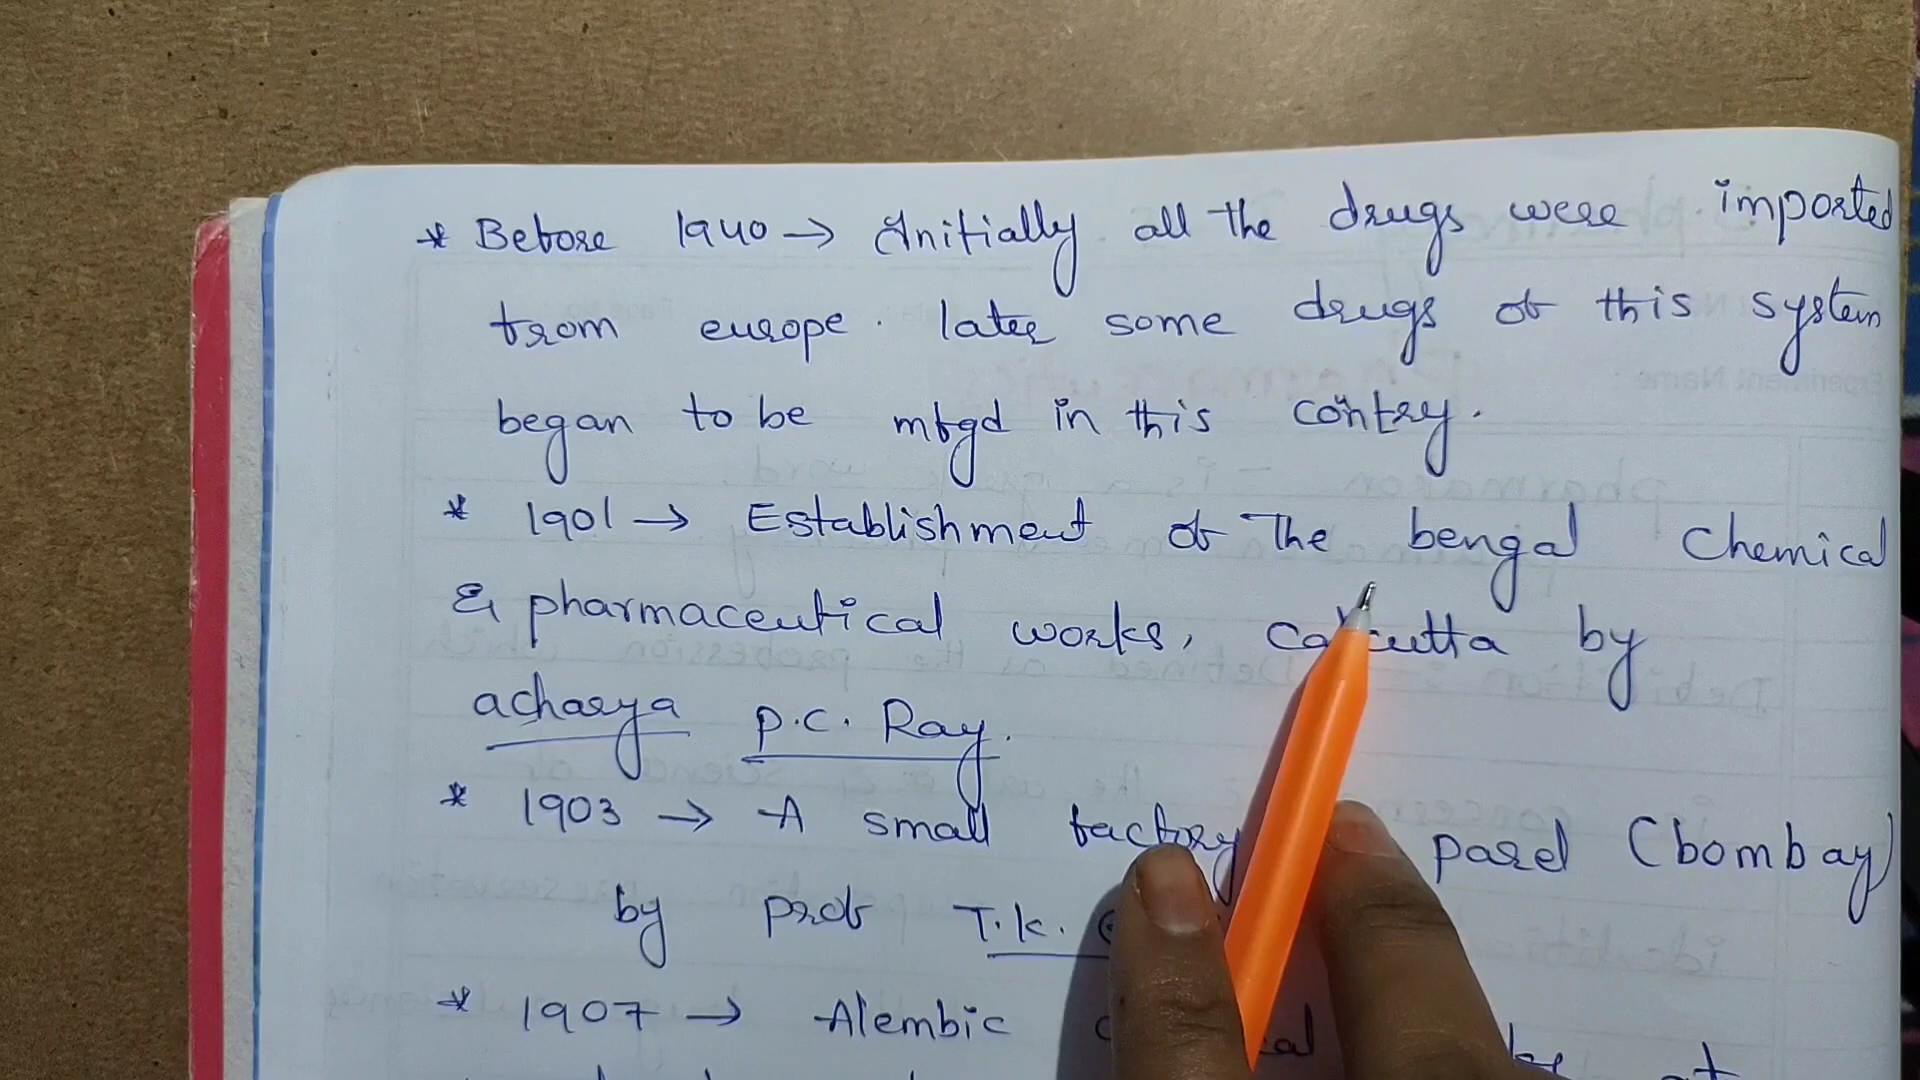 * Before 1940 → Initially all the drugs were imported
from europe. later some drugs of this system
began to be mfgd in this contry.
* 1901 → Establishment of The bengal Chemical
& pharmaceutical works, Calcutta by
acharya P.C. Ray.
* 1903 → A small factory parel (bombay)
by prof T.K.
* 1907 → Alembic